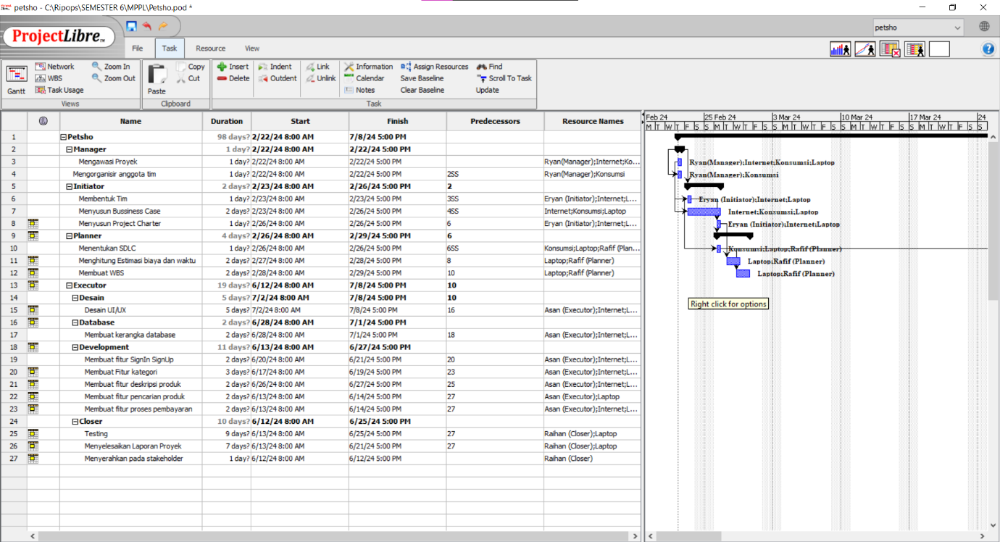 petsho - C:\Ripops\SEMESTER 6\MPPL\Petsho.pod *
ProjectLibre
petsho
File Task Resource View
Network Zoom In Copy Insert Indent Link Information Assign Resources Find
WBS Zoom Out Cut Delete Outdent Unlink Calendar Save Baseline Scroll To Task
Gantt Task Usage Paste Notes Clear Baseline Update
Views Clipboard Task
Name Duration Start Finish Predecessors Resource Names
Feb 24 25 Feb 24 3 Mar 24 10 Mar 24 17 Mar 24 24
M T W T F S S M T W T F S S M T W T F S S M T W T F S S M T W T F S S
1 Petsho 98 days? 2/22/24 8:00 AM 7/8/24 5:00 PM
2 Manager 1 day? 2/22/24 8:00 AM 2/22/24 5:00 PM
3 Mengawasi Proyek 1 day? 2/22/24 8:00 AM 2/22/24 5:00 PM Ryan(Manager);Internet;Ko... Ryan(Manager);Internet;Konsumsi;Laptop
4 Mengorganisir anggota tim 1 day? 2/22/24 8:00 AM 2/22/24 5:00 PM 2SS Ryan(Manager);Konsumsi Ryan(Manager);Konsumsi
5 Initiator 2 days? 2/23/24 8:00 AM 2/26/24 5:00 PM 2
6 Membentuk Tim 1 day? 2/23/24 8:00 AM 2/23/24 5:00 PM 3SS Eryan (Initiator);Internet;L... Eryan (Initiator);Internet;Laptop
7 Menyusun Bussiness Case 2 days? 2/23/24 8:00 AM 2/26/24 5:00 PM 4SS Internet;Konsumsi;Laptop Internet;Konsumsi;Laptop
8 Menyusun Project Charter 1 day? 2/26/24 8:00 AM 2/26/24 5:00 PM 6 Eryan (Initiator);Internet;L... Eryan (Initiator);Internet;Laptop
9 Planner 4 days? 2/26/24 8:00 AM 2/29/24 5:00 PM 6
10 Menentukan SDLC 1 day? 2/26/24 8:00 AM 2/26/24 5:00 PM 6SS Konsumsi;Laptop;Rafif (Plan... Konsumsi;Laptop;Rafif (Planner)
11 Menghitung Estimasi biaya dan waktu 2 days? 2/27/24 8:00 AM 2/28/24 5:00 PM 8 Laptop;Rafif (Planner) Laptop;Rafif (Planner)
12 Membuat WBS 2 days? 2/28/24 8:00 AM 2/29/24 5:00 PM 10 Laptop;Rafif (Planner) Laptop;Rafif (Planner)
13 Executor 19 days? 6/12/24 8:00 AM 7/8/24 5:00 PM 10
14 Desain 5 days? 7/2/24 8:00 AM 7/8/24 5:00 PM 10
Right click for options
15 Desain UI/UX 5 days? 7/2/24 8:00 AM 7/8/24 5:00 PM 16 Asan (Executor);Internet;L...
16 Database 2 days? 6/28/24 8:00 AM 7/1/24 5:00 PM
17 Membuat kerangka database 2 days? 6/28/24 8:00 AM 7/1/24 5:00 PM 18 Asan (Executor);Internet;L...
18 Development 11 days? 6/13/24 8:00 AM 6/27/24 5:00 PM
19 Membuat fitur SignIn SignUp 2 days? 6/20/24 8:00 AM 6/21/24 5:00 PM 20 Asan (Executor);Internet;L...
20 Membuat Fitur kategori 3 days? 6/17/24 8:00 AM 6/19/24 5:00 PM 23 Asan (Executor);Internet;L...
21 Membuat fitur deskripsi produk 2 days? 6/26/24 8:00 AM 6/27/24 5:00 PM 25 Asan (Executor);Internet;L...
22 Membuat fitur pencarian produk 2 days? 6/13/24 8:00 AM 6/14/24 5:00 PM 27 Asan (Executor);Laptop
23 Membuat fitur proses pembayaran 2 days? 6/13/24 8:00 AM 6/14/24 5:00 PM 27 Asan (Executor);Internet;L...
24 Closer 10 days? 6/12/24 8:00 AM 6/25/24 5:00 PM
25 Testing 9 days? 6/13/24 8:00 AM 6/25/24 5:00 PM 27 Raihan (Closer);Laptop
26 Menyelesaikan Laporan Proyek 7 days? 6/13/24 8:00 AM 6/21/24 5:00 PM 27 Raihan (Closer);Laptop
27 Menyerahkan pada stakeholder 1 day? 6/12/24 8:00 AM 6/12/24 5:00 PM Raihan (Closer)